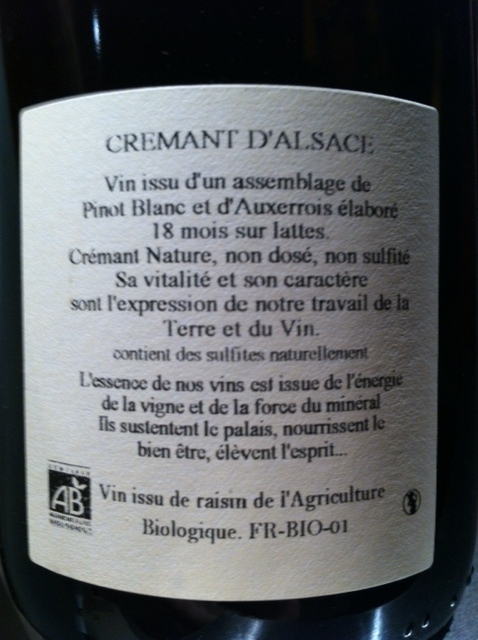 CREMANT D'ALSACE
Vin issu d'un assemblage de
Pinot Blanc et d'Auxerrois élaboré
18 mois sur lattes.
Crémant Nature, non dosé, non sulfité
Sa vitalité et son caractère
sont l'expression de notre travail de la
Terre et du Vin.
contient des sulfites naturellement
L'essence de nos vins est issue de l'énergie
de la vigne et de la force du minéral
Ils sustentent le palais, nourrissent le
bien être, élèvent l'esprit...
AB
Vin issu de raisin de l'Agriculture
Biologique. FR-BIO-01